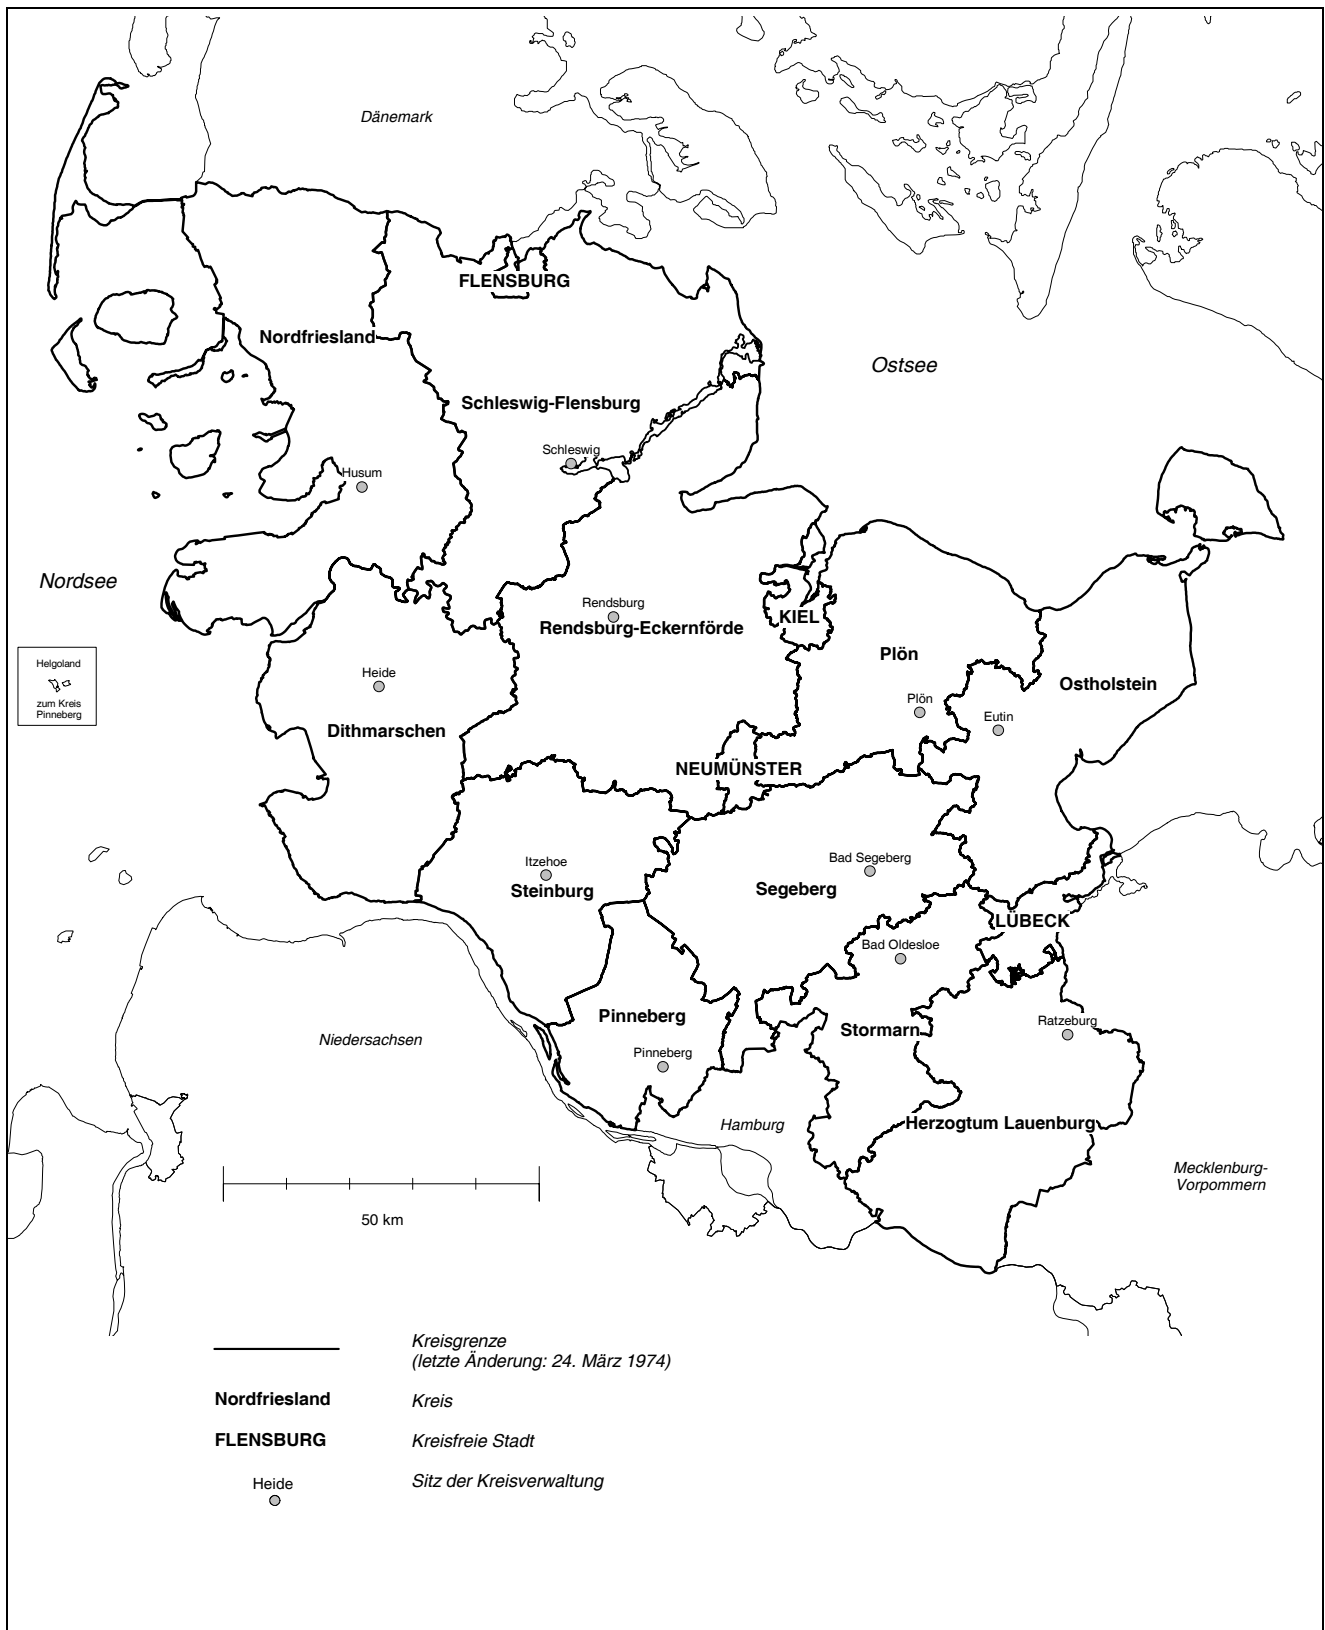 Dänemark
FLENSBURG
Nordfriesland
Ostsee
Schleswig-Flensburg
Schleswig
Husum
Nordsee
Rendsburg
Rendsburg-Eckernförde
KIEL
Plön
Helgoland
zum Kreis
Pinneberg
Heide
Ostholstein
Plön
Eutin
Dithmarschen
NEUMÜNSTER
Itzehoe
Steinburg
Bad Segeberg
Segeberg
LÜBECK
Bad Oldesloe
Pinneberg
Stormarn
Ratzeburg
Niedersachsen
Pinneberg
Hamburg
Herzogtum Lauenburg
Mecklenburg-
Vorpommern
50 km
Kreisgrenze
(letzte Änderung: 24. März 1974)
Nordfriesland Kreis
FLENSBURG Kreisfreie Stadt
Heide Sitz der Kreisverwaltung